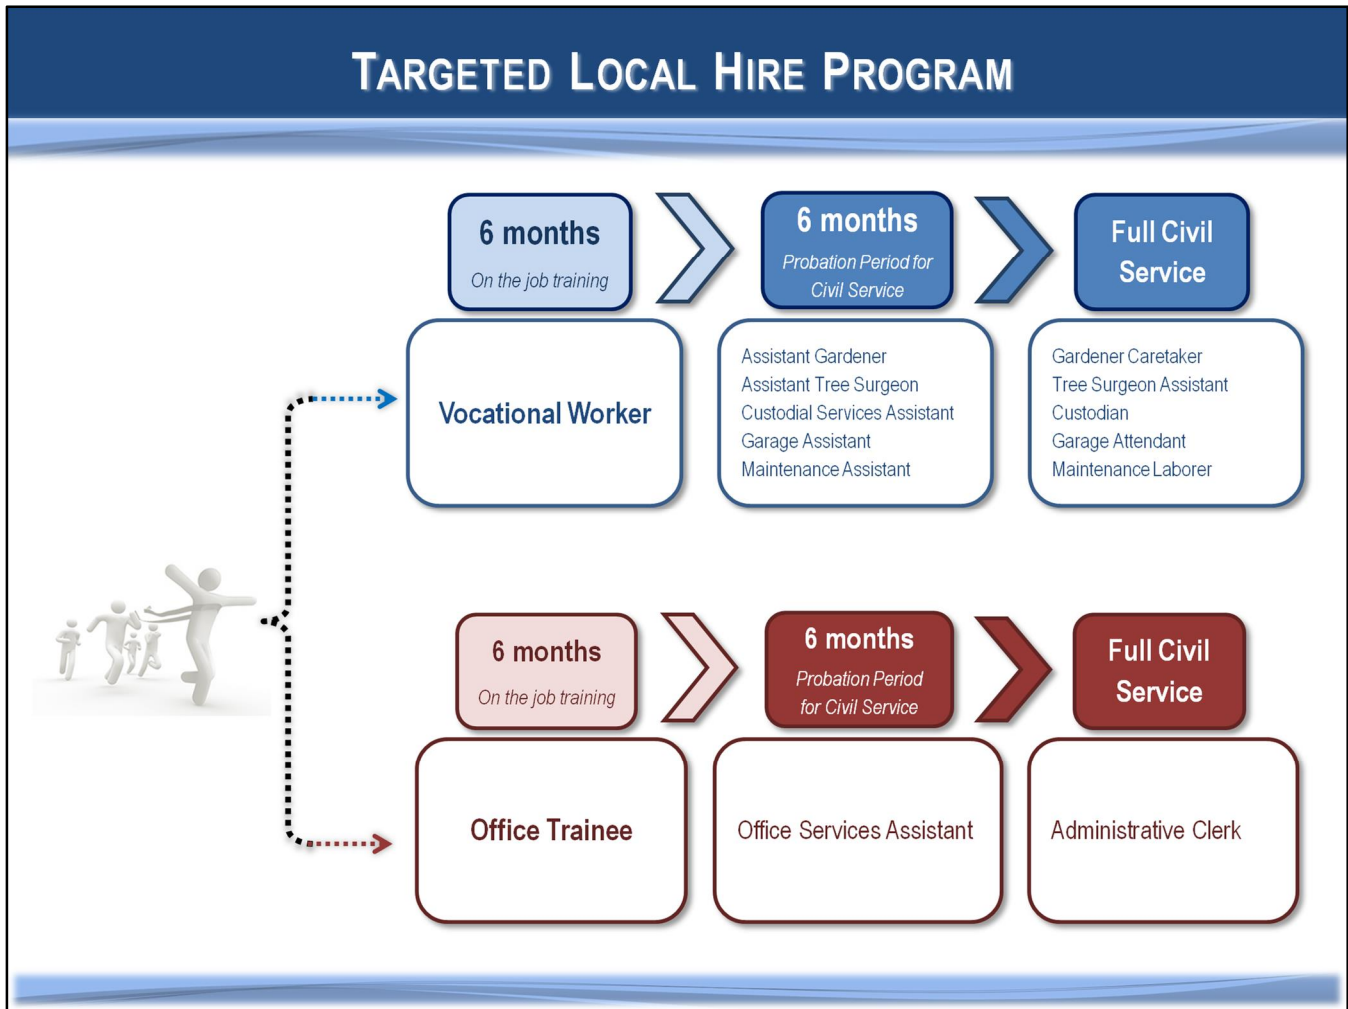 TARGETED LOCAL HIRE PROGRAM
6 months
On the job training
6 months
Probation Period for
Civil Service
Full Civil
Service
Vocational Worker
Assistant Gardener
Assistant Tree Surgeon
Custodial Services Assistant
Garage Assistant
Maintenance Assistant
Gardener Caretaker
Tree Surgeon Assistant
Custodian
Garage Attendant
Maintenance Laborer
6 months
On the job training
6 months
Probation Period
for Civil Service
Full Civil
Service
Office Trainee
Office Services Assistant
Administrative Clerk